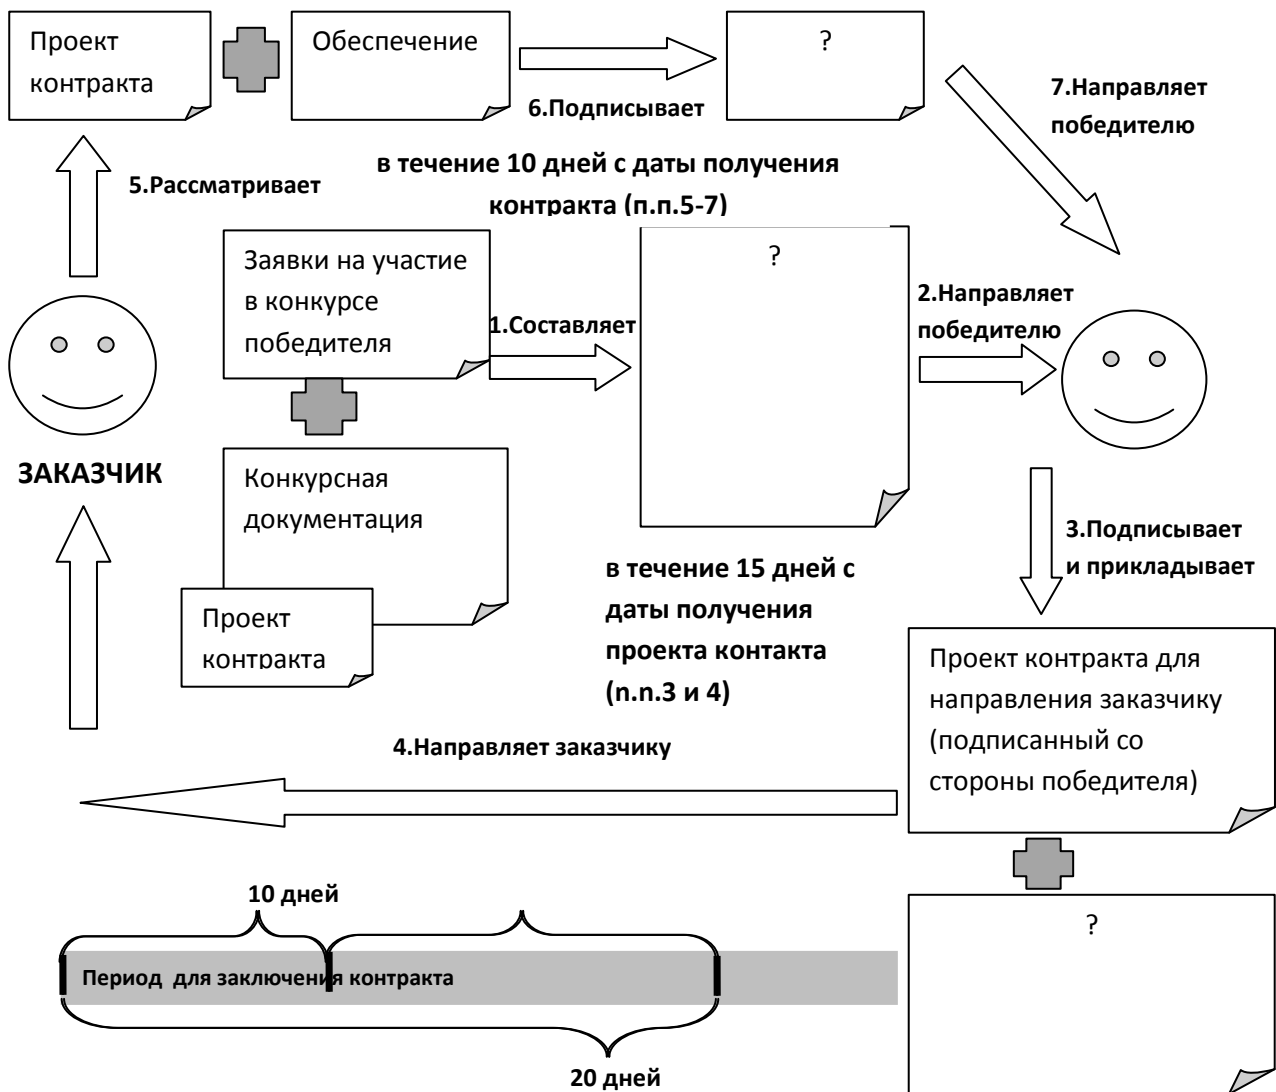 Проект
контракта
Обеспечение
?
6.Подписывает
7.Направляет
победителю
5.Рассматривает
в течение 10 дней с даты получения
контракта (п.п.5-7)
Заявки на участие
в конкурсе
победителя
1.Составляет
?
2.Направляет
победителю
ЗАКАЗЧИК
Конкурсная
документация
Проект
контракта
в течение 15 дней с
даты получения
проекта контакта
(п.п.3 и 4)
3.Подписывает
и прикладывает
Проект контракта для
направления заказчику
(подписанный со
стороны победителя)
4.Направляет заказчику
?
10 дней
Период для заключения контракта
20 дней